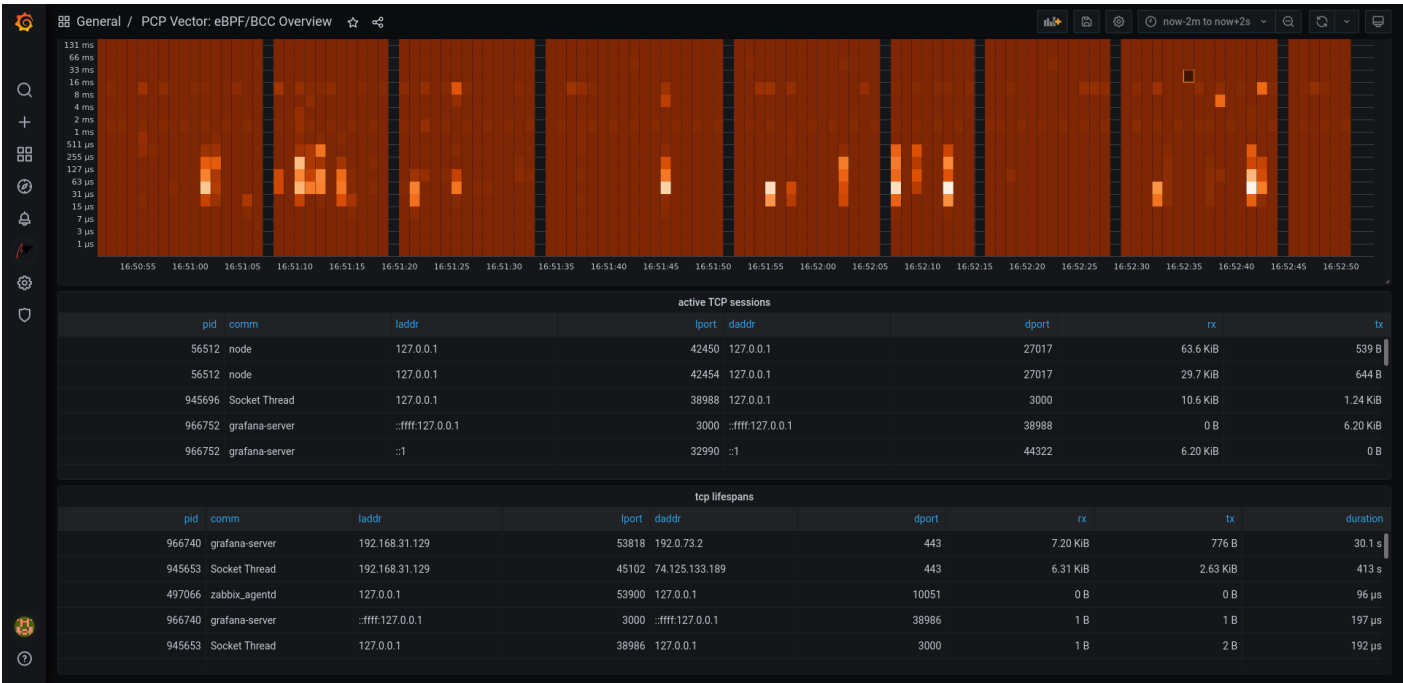 General / PCP Vector: eBPF/BCC Overview
now-2m to now+2s
131 ms
66 ms
33 ms
16 ms
8 ms
4 ms
2 ms
1 ms
511 µs
255 µs
127 µs
63 µs
31 µs
15 µs
7 µs
3 µs
1 µs
16:50:55 16:51:00 16:51:05 16:51:10 16:51:15 16:51:20 16:51:25 16:51:30 16:51:35 16:51:40 16:51:45 16:51:50 16:51:55 16:52:00 16:52:05 16:52:10 16:52:15 16:52:20 16:52:25 16:52:30 16:52:35 16:52:40 16:52:45 16:52:50
active TCP sessions
pid comm laddr lport daddr dport rx tx
56512 node 127.0.0.1 42450 127.0.0.1 27017 63.6 KiB 539 B
56512 node 127.0.0.1 42454 127.0.0.1 27017 29.7 KiB 644 B
945696 Socket Thread 127.0.0.1 38988 127.0.0.1 3000 10.6 KiB 1.24 KiB
966752 grafana-server ::ffff:127.0.0.1 3000 ::ffff:127.0.0.1 38988 0 B 6.20 KiB
966752 grafana-server ::1 32990 ::1 44322 6.20 KiB 0 B
tcp lifespans
pid comm laddr lport daddr dport rx tx duration
966740 grafana-server 192.168.31.129 53818 192.0.73.2 443 7.20 KiB 776 B 30.1 s
945653 Socket Thread 192.168.31.129 45102 74.125.133.189 443 6.31 KiB 2.63 KiB 413 s
497066 zabbix_agentd 127.0.0.1 53900 127.0.0.1 10051 0 B 0 B 96 µs
966740 grafana-server ::ffff:127.0.0.1 3000 ::ffff:127.0.0.1 38986 1 B 1 B 197 µs
945653 Socket Thread 127.0.0.1 38986 127.0.0.1 3000 1 B 2 B 192 µs